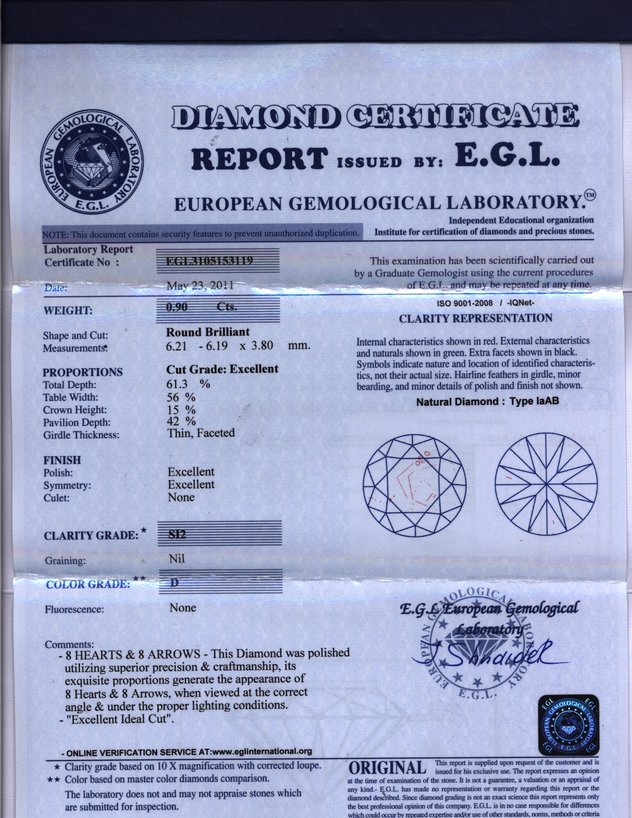 EUROPEAN GEMOLOGICAL LABORATORY
E.G.L.
DIAMOND CERTIFICATE
REPORT ISSUED BY: E.G.L.
EUROPEAN GEMOLOGICAL LABORATORY.™
Independent Educational organization
Institute for certification of diamonds and precious stones.
NOTE: This document contains security features to prevent unauthorized duplication.
Laboratory Report
Certificate No : EGL3105153119
Date: May 23, 2011
WEIGHT: 0.90 Cts.
Shape and Cut: Round Brilliant
Measurements: 6.21 - 6.19 x 3.80 mm.
PROPORTIONS Cut Grade: Excellent
Total Depth: 61.3 %
Table Width: 56 %
Crown Height: 15 %
Pavilion Depth: 42 %
Girdle Thickness: Thin, Faceted
FINISH
Polish: Excellent
Symmetry: Excellent
Culet: None
CLARITY GRADE: * SI2
Graining: Nil
COLOR GRADE: ** D
Fluorescence: None
Comments:
- 8 HEARTS & 8 ARROWS - This Diamond was polished
utilizing superior precision & craftmanship, its
exquisite proportions generate the appearance of
8 Hearts & 8 Arrows, when viewed at the correct
angle & under the proper lighting conditions.
- "Excellent Ideal Cut".
- ONLINE VERIFICATION SERVICE AT:www.eglinternational.org
* Clarity grade based on 10 X magnification with corrected loupe.
** Color based on master color diamonds comparison.
The laboratory does not and may not appraise stones which
are submitted for inspection.
This examination has been scientifically carried out
by a Graduate Gemologist using the current procedures
of E.G.L. and may be repeated at any time.
ISO 9001-2008 / -IQNet-
CLARITY REPRESENTATION
Internal characteristics shown in red. External characteristics
and naturals shown in green. Extra facets shown in black.
Symbols indicate nature and location of identified characteris-
tics, not their actual size. Hairline feathers in girdle, minor
bearding, and minor details of polish and finish not shown.
Natural Diamond : Type IaAB
E.G.L European Gemological
Laboratory
EUROPEAN GEMOLOGICAL LABORATORY
E.G.L.
EGL EGL
E.G.L.
EGL EGL
ORIGINAL This report is supplied upon request of the customer and is
issued for his exclusive use. The report expresses an opinion
at the time of examination of the stone. It is not a guarantee, a valuation or an appraisal of
any kind.- E.G.L. has made no representation or warranty regarding this report or the
diamond described. Since diamond grading is not an exact science this report represents only
the best professional opinion of this company. E.G.L. is in no case responsible for differences
which could occur by repeated expertise and/or use of other standards, norms, methods or criteria